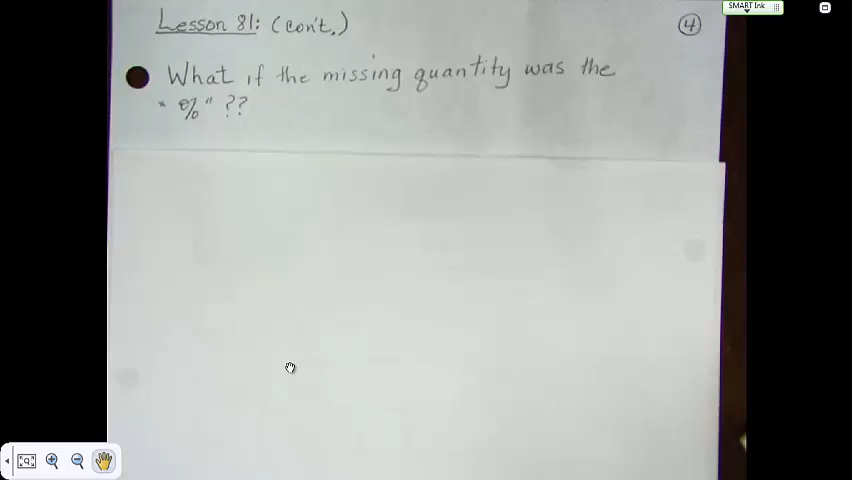 SMART Ink
Lesson 81: (con't.)
4
What if the missing quantity was the
"%" ??